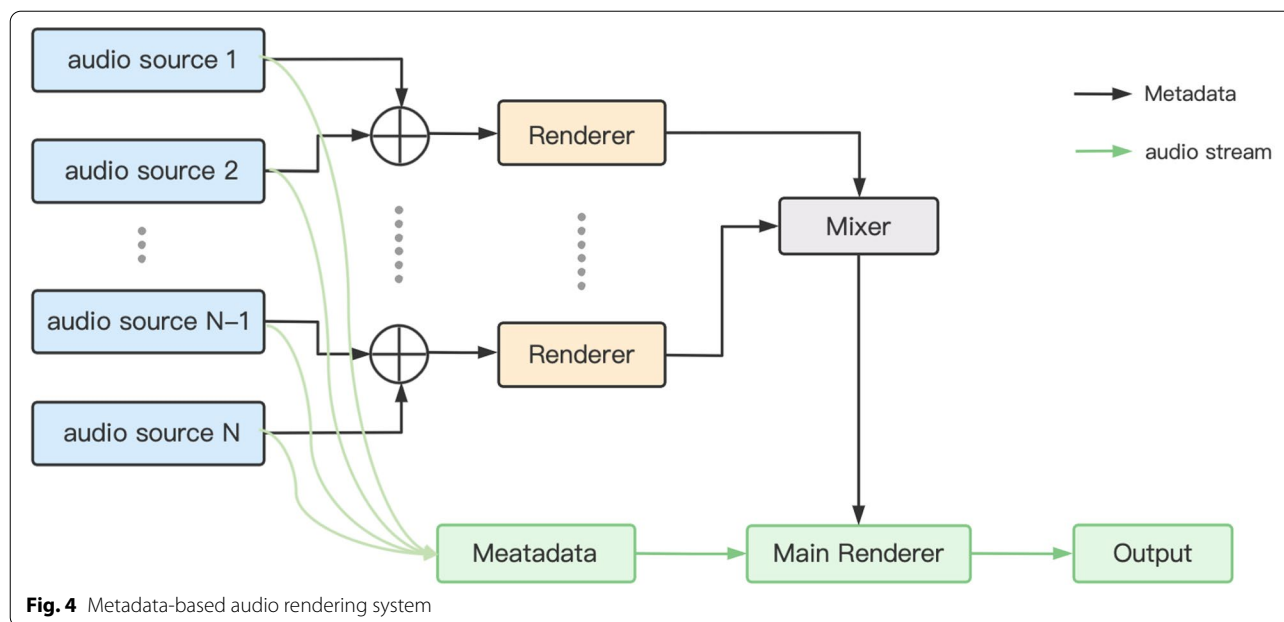 audio source 1
audio source 2
audio source N–1
audio source N
Renderer
Renderer
Mixer
Metadata
audio stream
Meatadata
Main Renderer
Output
Fig. 4 Metadata-based audio rendering system